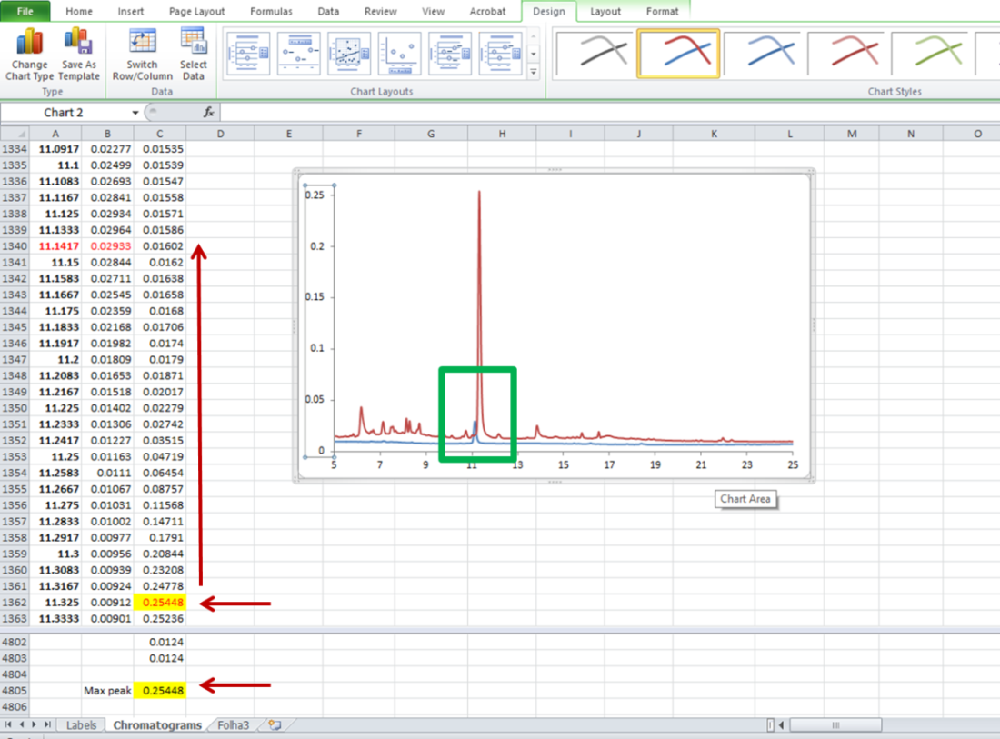 File Home Insert Page Layout Formulas Data Review View Acrobat Design Layout Format
Change Chart Type
Save As Template
Switch Row/Column
Select Data
Type Data Chart Layouts Chart Styles
Chart 2 fx
A B C D E F G H I J K L M N O
1334 11.0917 0.02277 0.01535
1335 11.1 0.02499 0.01539
1336 11.1083 0.02693 0.01547
1337 11.1167 0.02841 0.01558
1338 11.125 0.02934 0.01571
1339 11.1333 0.02964 0.01586
1340 11.1417 0.02933 0.01602
1341 11.15 0.02844 0.0162
1342 11.1583 0.02711 0.01638
1343 11.1667 0.02545 0.01658
1344 11.175 0.02359 0.0168
1345 11.1833 0.02168 0.01706
1346 11.1917 0.01982 0.0174
1347 11.2 0.01809 0.0179
1348 11.2083 0.01653 0.01871
1349 11.2167 0.01518 0.02017
1350 11.225 0.01402 0.02279
1351 11.2333 0.01306 0.02742
1352 11.2417 0.01227 0.03515
1353 11.25 0.01163 0.04719
1354 11.2583 0.0111 0.06454
1355 11.2667 0.01067 0.08757
1356 11.275 0.01031 0.11568
1357 11.2833 0.01002 0.14711
1358 11.2917 0.00977 0.1791
1359 11.3 0.00956 0.20844
1360 11.3083 0.00939 0.23208
1361 11.3167 0.00924 0.24778
1362 11.325 0.00912 0.25448
1363 11.3333 0.00901 0.25236
4802 0.0124
4803 0.0124
4804
4805 Max peak 0.25448
4806
0.25
0.2
0.15
0.1
0.05
0
5 7 9 11 13 15 17 19 21 23 25
Chart Area
Labels Chromatograms Folha3